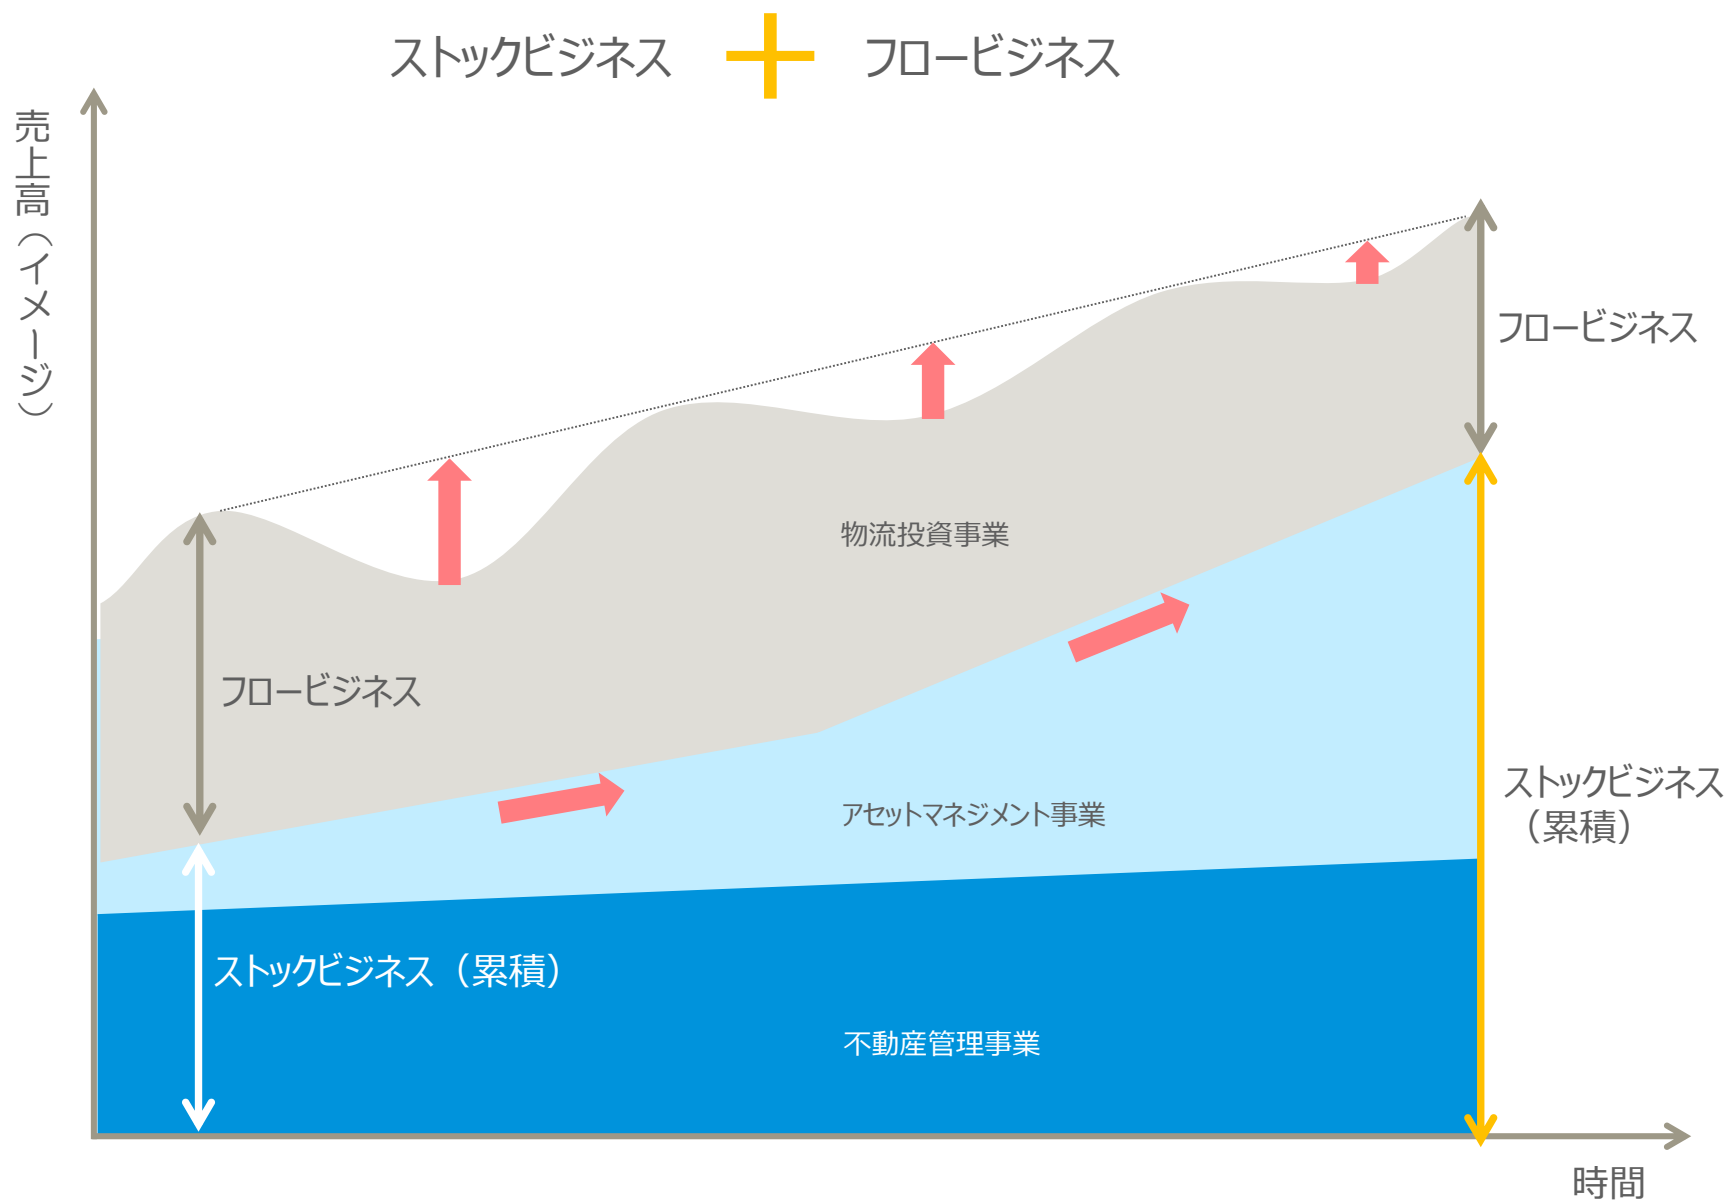 ストックビジネス
フロービジネス
売上高（イメージ）
フロービジネス
物流投資事業
フロービジネス
ストックビジネス
（累積）
アセットマネジメント事業
ストックビジネス（累積）
不動産管理事業
時間